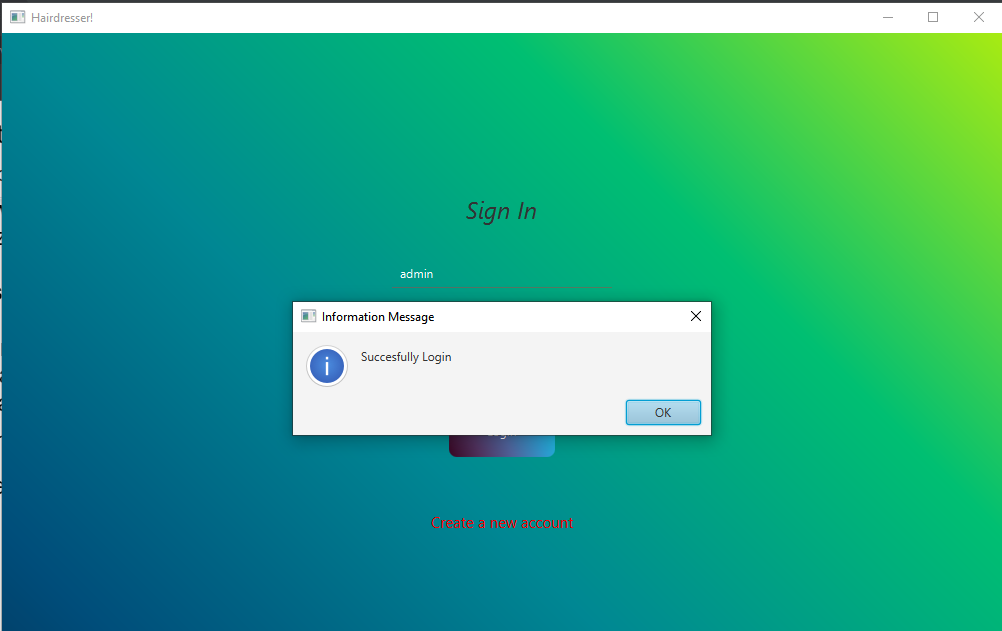 Hairdresser!
Sign In
admin
Information Message
Succesfully Login
OK
Create a new account